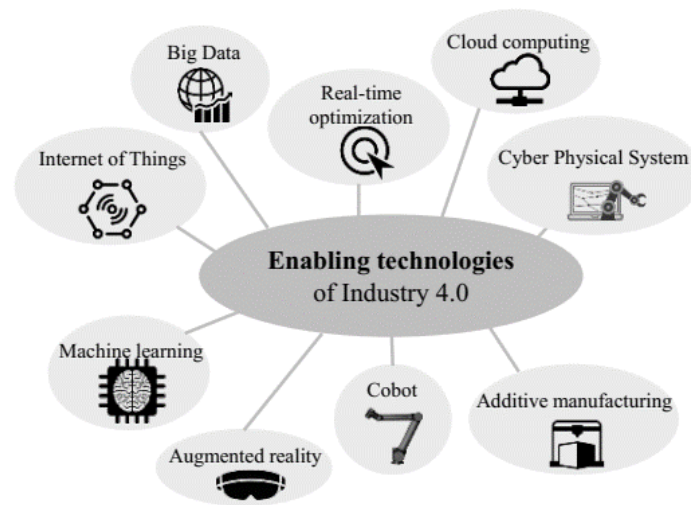 Big Data
Cloud computing
Real-time
optimization
Internet of Things
Cyber Physical System
Enabling technologies
of Industry 4.0
Machine learning
Cobot
Additive manufacturing
Augmented reality